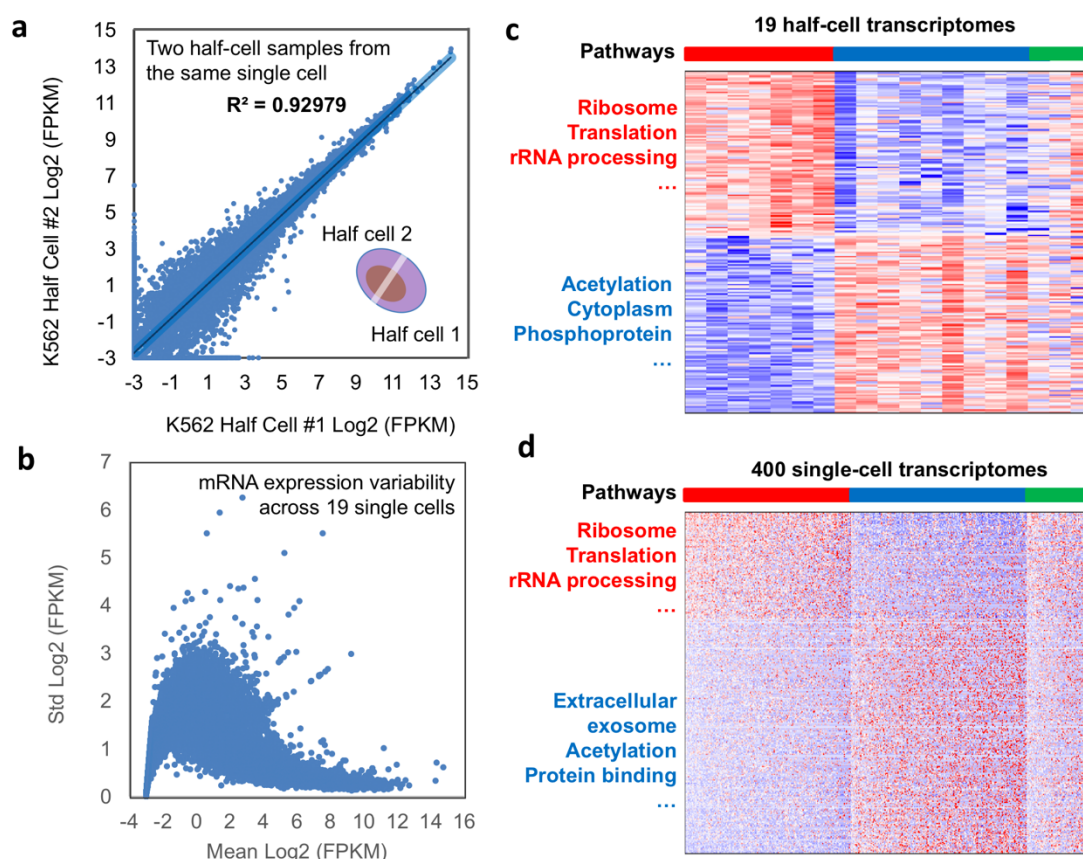 a
15
13
11
9
7
5
3
1
-1
-3
Two half-cell samples from
the same single cell
R² = 0.92979
Half cell 2
Half cell 1
-3 -1 1 3 5 7 9 11 13 15
K562 Half Cell #2 Log2 (FPKM)
K562 Half Cell #1 Log2 (FPKM)
b
7
6
5
4
3
2
1
0
mRNA expression variability
across 19 single cells
Std Log2 (FPKM)
-4 -2 0 2 4 6 8 10 12 14 16
Mean Log2 (FPKM)
c
19 half-cell transcriptomes
Pathways
Ribosome
Translation
rRNA processing
...
Acetylation
Cytoplasm
Phosphoprotein
...
d
400 single-cell transcriptomes
Pathways
Ribosome
Translation
rRNA processing
...
Extracellular
exosome
Acetylation
Protein binding
...